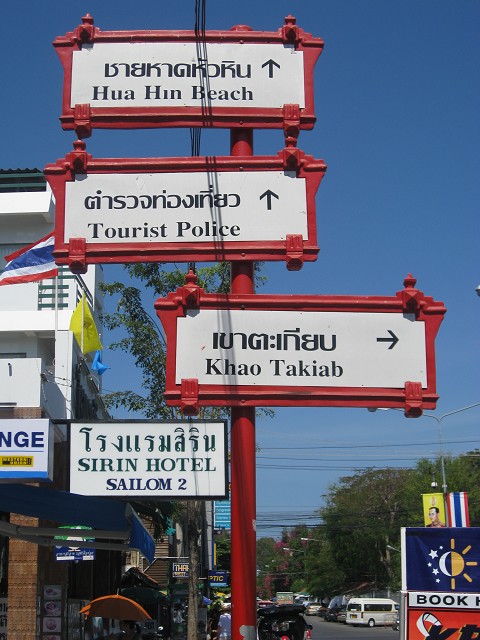 ชายหาดหัวหิน ↑
Hua Hin Beach
ตำรวจท่องเที่ยว ↑
Tourist Police
เขาตะเกียบ →
Khao Takiab
NGE
โรงแรมสิริน
SIRIN HOTEL
SAILOM 2
BOOK H